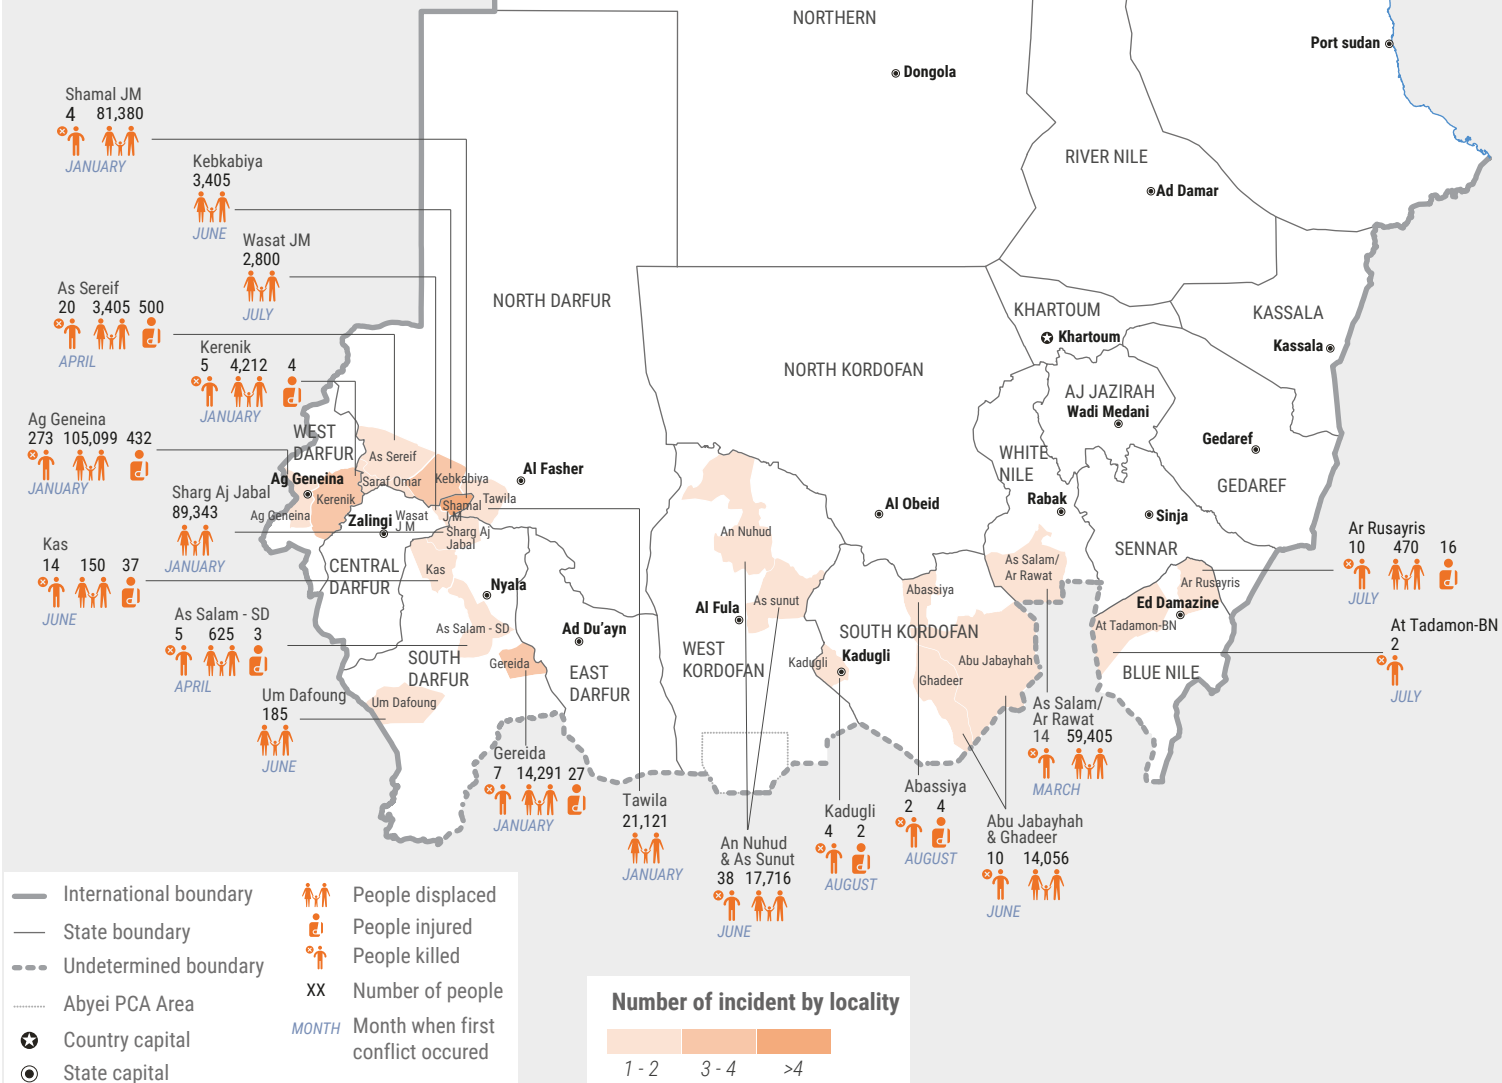 NORTHERN
Port sudan
Dongola
Shamal JM
4 81,380
JANUARY
RIVER NILE
Kebkabiya
3,405
JUNE
Ad Damar
Wasat JM
2,800
JULY
As Sereif
20 3,405 500
APRIL
NORTH DARFUR
KHARTOUM
KASSALA
Khartoum
Kassala
Kerenik
5 4,212 4
JANUARY
NORTH KORDOFAN
AJ JAZIRAH
Wadi Medani
Ag Geneina
273 105,099 432
JANUARY
WEST
DARFUR
As Sereif
Gedaref
WHITE
NILE
Ag Geneina
Saraf Omar
Kebkabiya
Al Fasher
GEDAREF
Sharg Aj Jabal
89,343
JANUARY
Kerenik
Tawila
Shamal
JM
Al Obeid
Rabak
Sinja
Ag Geneina
Zalingi
Wasat
J M
Sharg Aj
Jabal
An Nuhud
SENNAR
Ar Rusayris
10 470 16
JULY
Kas
14 150 37
JUNE
CENTRAL
DARFUR
Kas
Nyala
As Salam/
Ar Rawat
Abassiya
Ar Rusayris
Al Fula
As sunut
Ed Damazine
At Tadamon-BN
As Salam - SD
5 625 3
APRIL
As Salam - SD
Ad Du’ayn
SOUTH KORDOFAN
At Tadamon-BN
2
JULY
SOUTH
DARFUR
Gereida
EAST
DARFUR
WEST
KORDOFAN
Kadugli
Kadugli
Abu Jabayhah
Ghadeer
BLUE NILE
Um Dafoung
185
JUNE
Um Dafoung
As Salam/
Ar Rawat
14 59,405
MARCH
Gereida
7 14,291 27
JANUARY
Tawila
21,121
JANUARY
An Nuhud
& As Sunut
38 17,716
JUNE
Kadugli
4 2
AUGUST
Abassiya
2 4
AUGUST
Abu Jabayhah
& Ghadeer
10 14,056
JUNE
International boundary
State boundary
Undetermined boundary
Abyei PCA Area
Country capital
State capital
People displaced
People injured
People killed
XX Number of people
MONTH Month when first
conflict occured
Number of incident by locality
1 - 2 3 - 4 >4